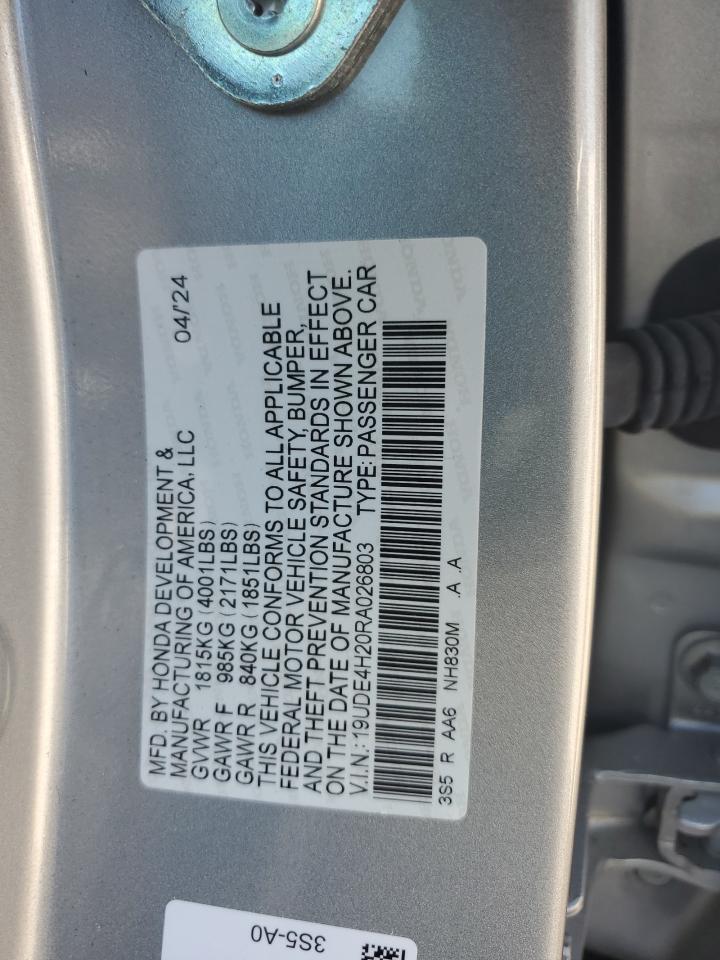 MFD. BY HONDA DEVELOPMENT &
MANUFACTURING OF AMERICA, LLC 04/'24
GVWR 1815KG (4001LBS)
GAWR F 985KG (2171LBS)
GAWR R 840KG (1851LBS)
THIS VEHICLE CONFORMS TO ALL APPLICABLE
FEDERAL MOTOR VEHICLE SAFETY, BUMPER,
AND THEFT PREVENTION STANDARDS IN EFFECT
ON THE DATE OF MANUFACTURE SHOWN ABOVE.
V.I.N.: 19UDE4H20RA026803 TYPE: PASSENGER CAR
3S5 R AA6 NH830M .A .A
3S5-A0